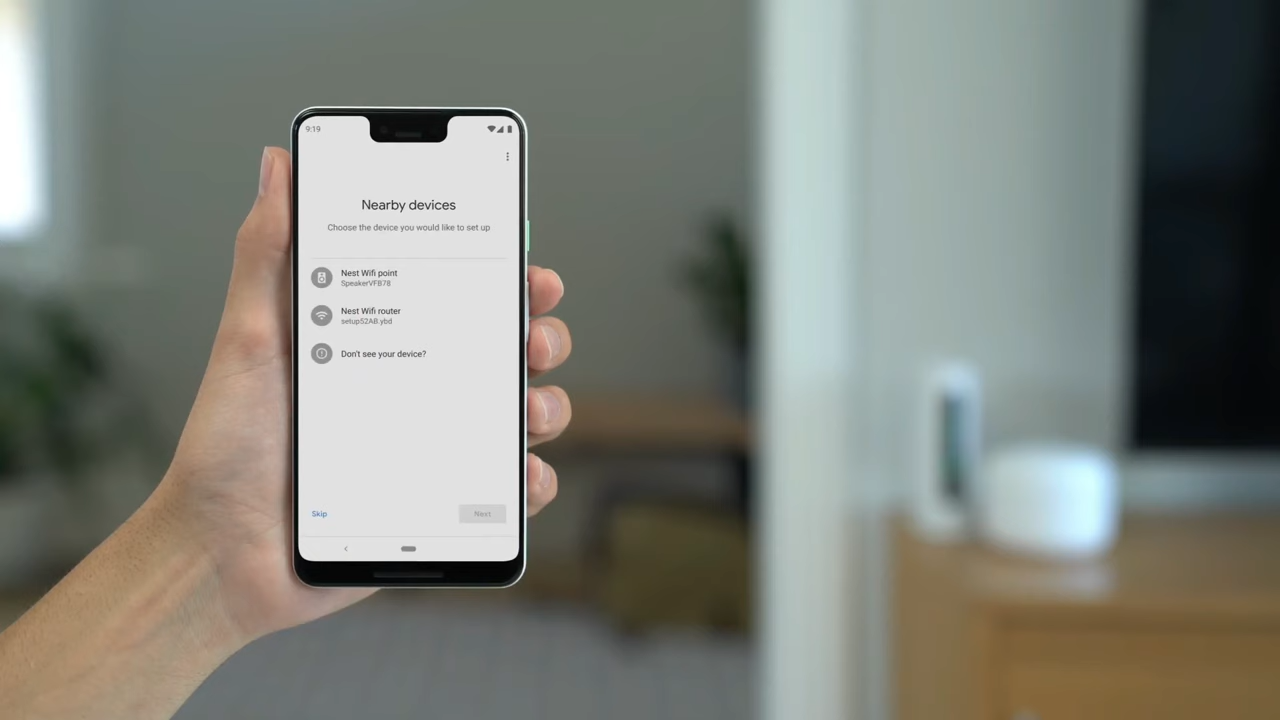 9:19
Nearby devices
Choose the device you would like to set up
Nest Wifi point
SpeakerVFB78
Nest Wifi router
setup52AB.ybd
Don't see your device?
Skip
Next